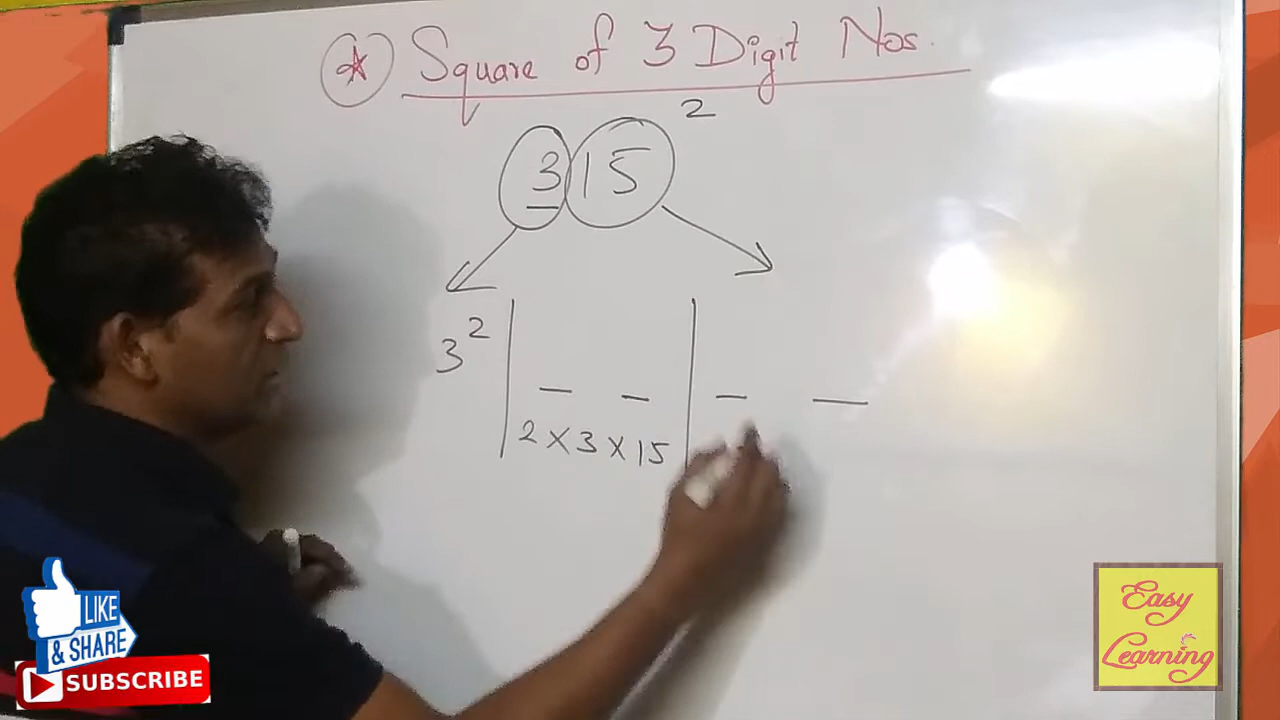 Square of 3 Digit Nos.
315²
3² | _ _ | _ _
2 × 3 × 15
LIKE
& SHARE
SUBSCRIBE
Easy
Learning